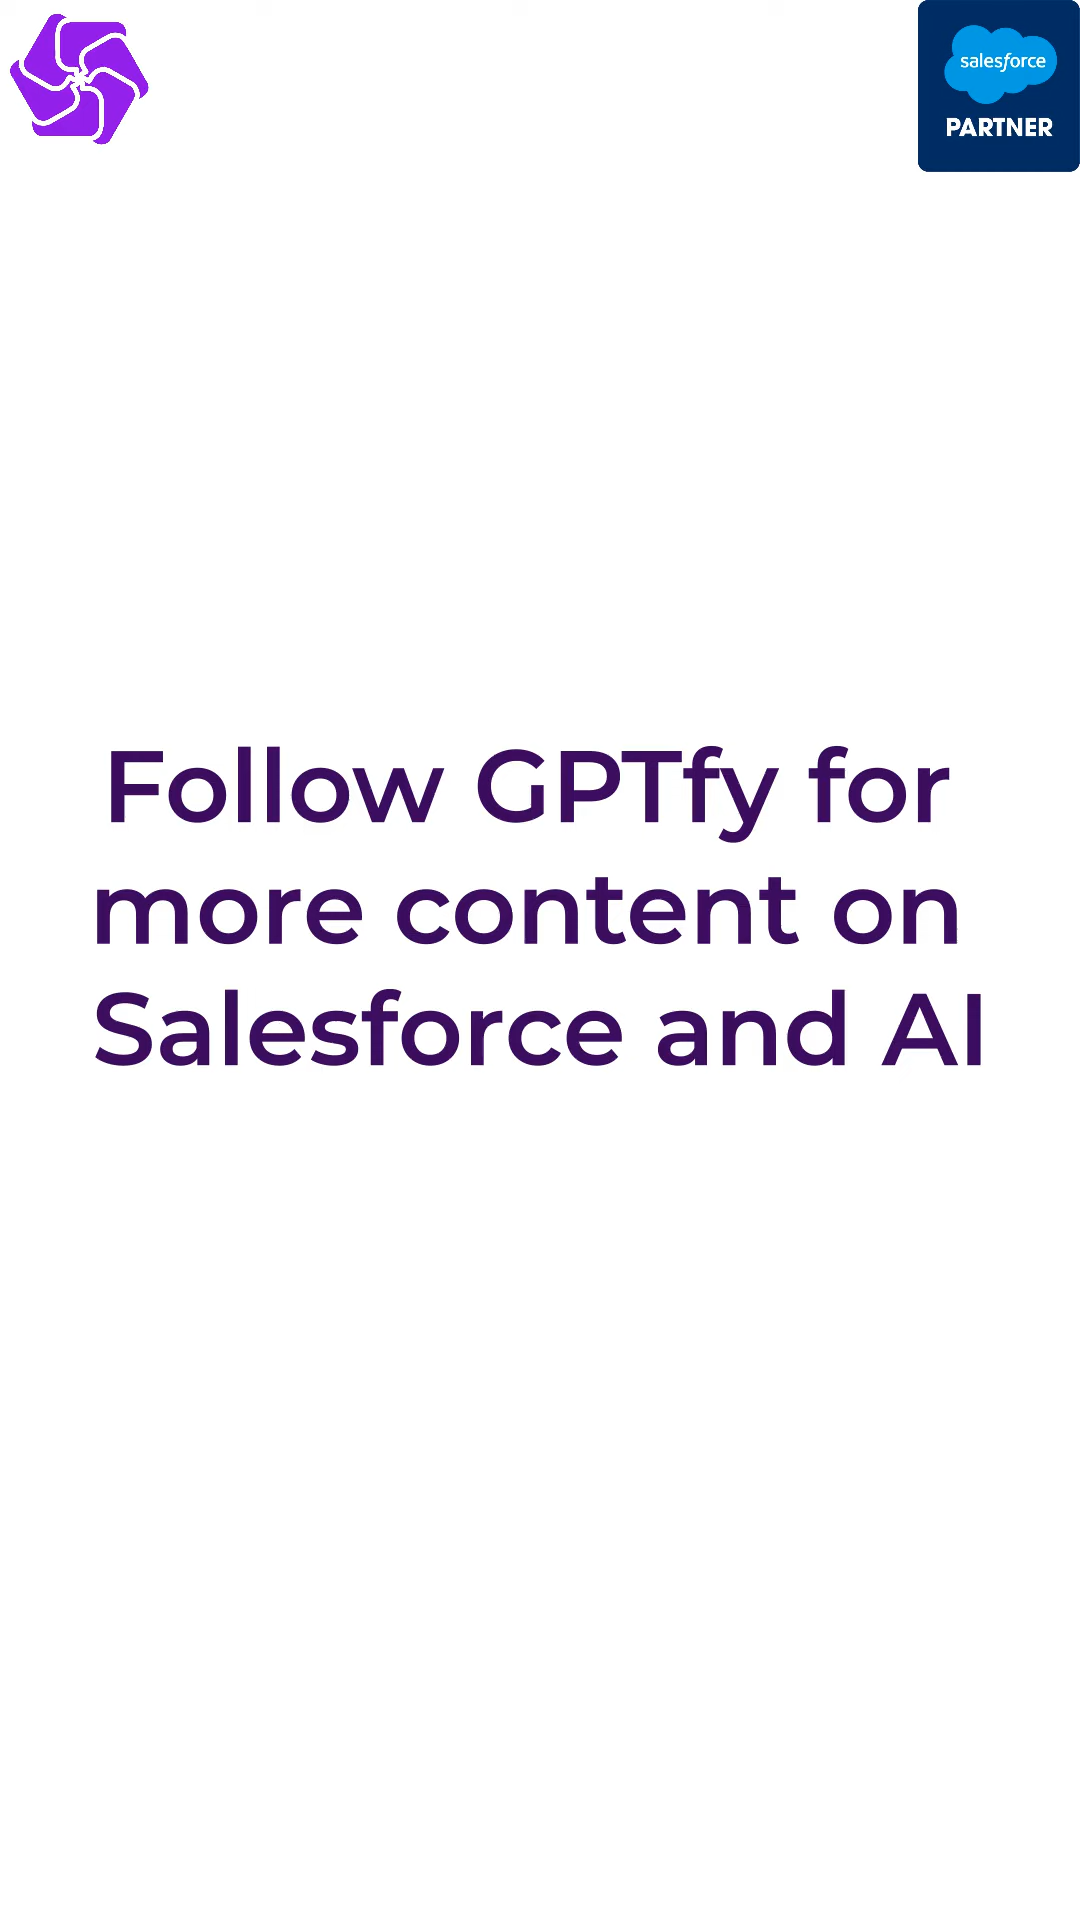 salesforce
PARTNER
Follow GPTfy for
more content on
Salesforce and AI